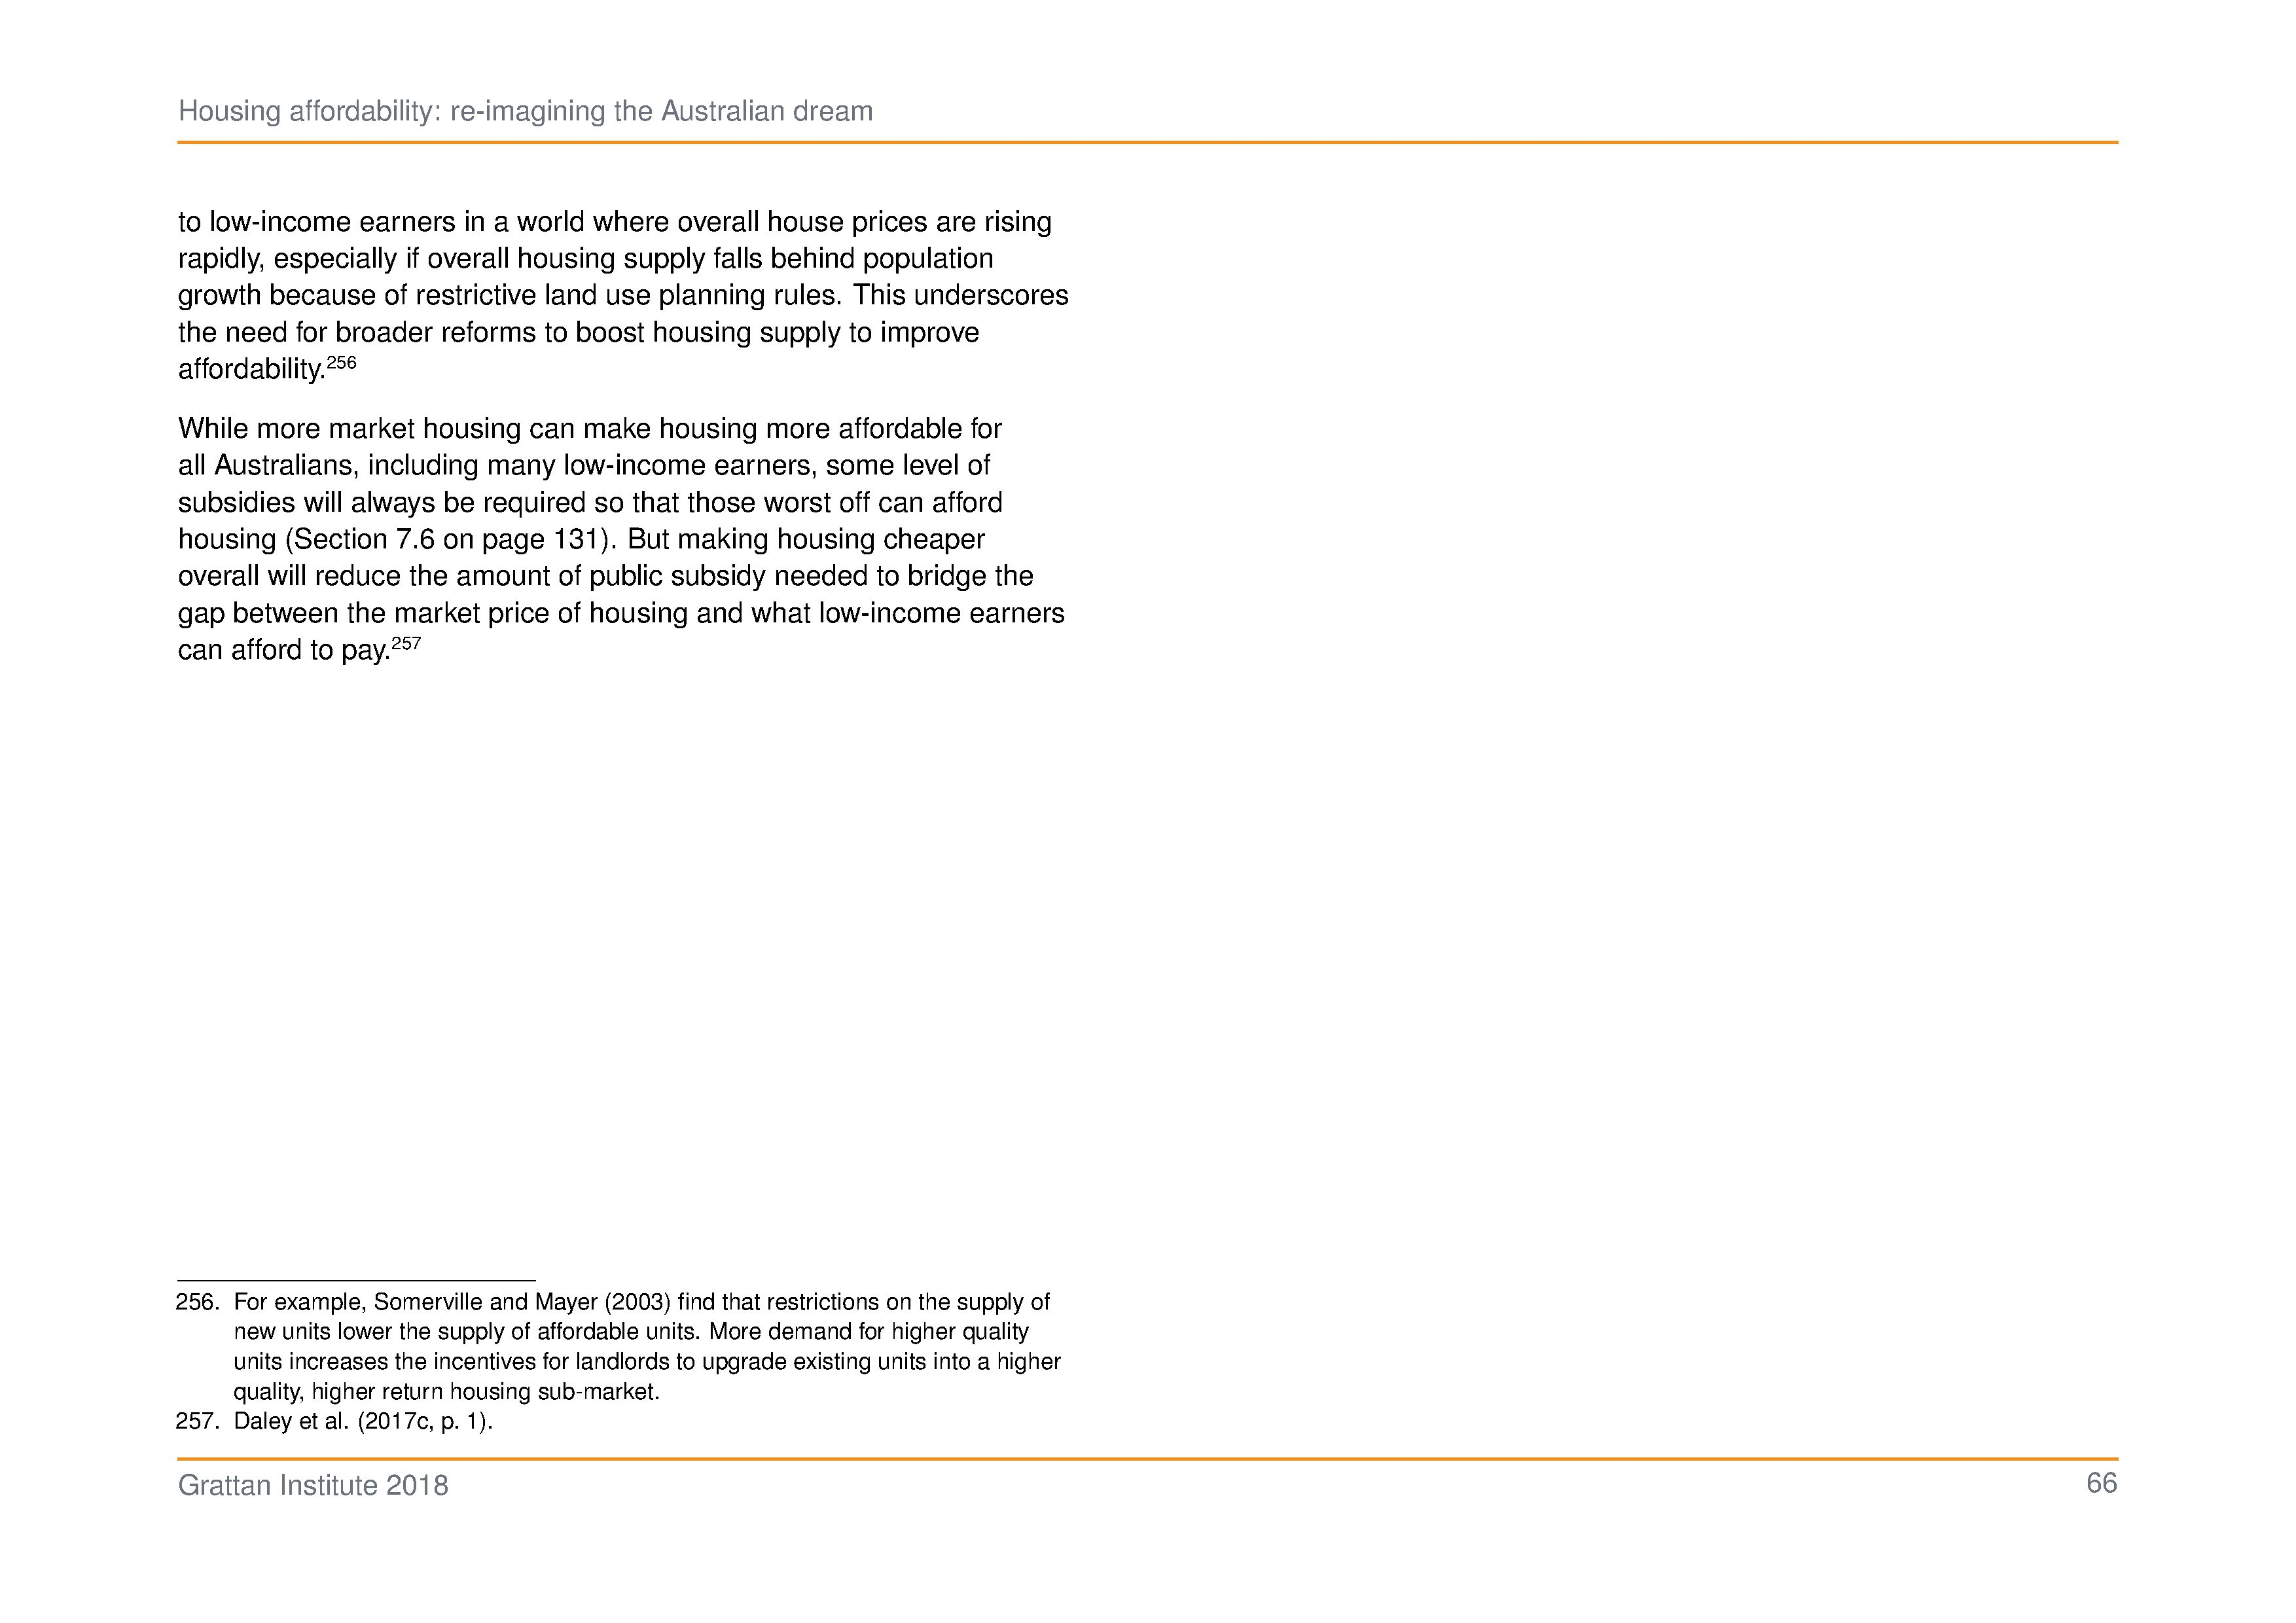 Housing affordability: re-imagining the Australian dream
to low-income earners in a world where overall house prices are rising
rapidly, especially if overall housing supply falls behind population
growth because of restrictive land use planning rules. This underscores
the need for broader reforms to boost housing supply to improve
affordability.256
While more market housing can make housing more affordable for
all Australians, including many low-income earners, some level of
subsidies will always be required so that those worst off can afford
housing (Section 7.6 on page 131). But making housing cheaper
overall will reduce the amount of public subsidy needed to bridge the
gap between the market price of housing and what low-income earners
can afford to pay.257
256. For example, Somerville and Mayer (2003) find that restrictions on the supply of
new units lower the supply of affordable units. More demand for higher quality
units increases the incentives for landlords to upgrade existing units into a higher
quality, higher return housing sub-market.
257. Daley et al. (2017c, p. 1).
Grattan Institute 2018
66